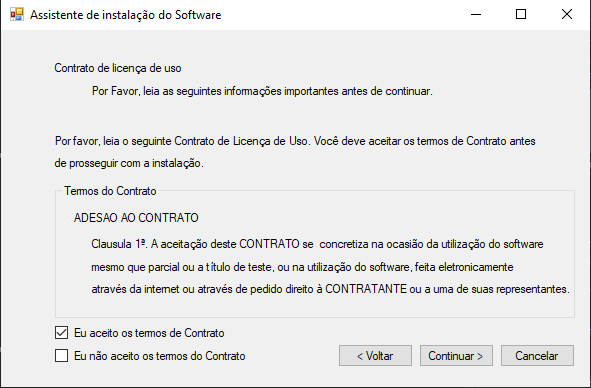 Assistente de instalação do Software
Contrato de licença de uso
Por Favor, leia as seguintes informações importantes antes de continuar.
Por favor, leia o seguinte Contrato de Licença de Uso. Você deve aceitar os termos de Contrato antes
de prosseguir com a instalação.
Termos do Contrato
ADESAO AO CONTRATO
Clausula 1ª. A aceitação deste CONTRATO se concretiza na ocasião da utilização do software
mesmo que parcial ou a título de teste, ou na utilização do software, feita eletronicamente
através da internet ou através de pedido direito à CONTRATANTE ou a uma de suas representantes.
Eu aceito os termos de Contrato
Eu não aceito os termos do Contrato
< Voltar
Continuar >
Cancelar